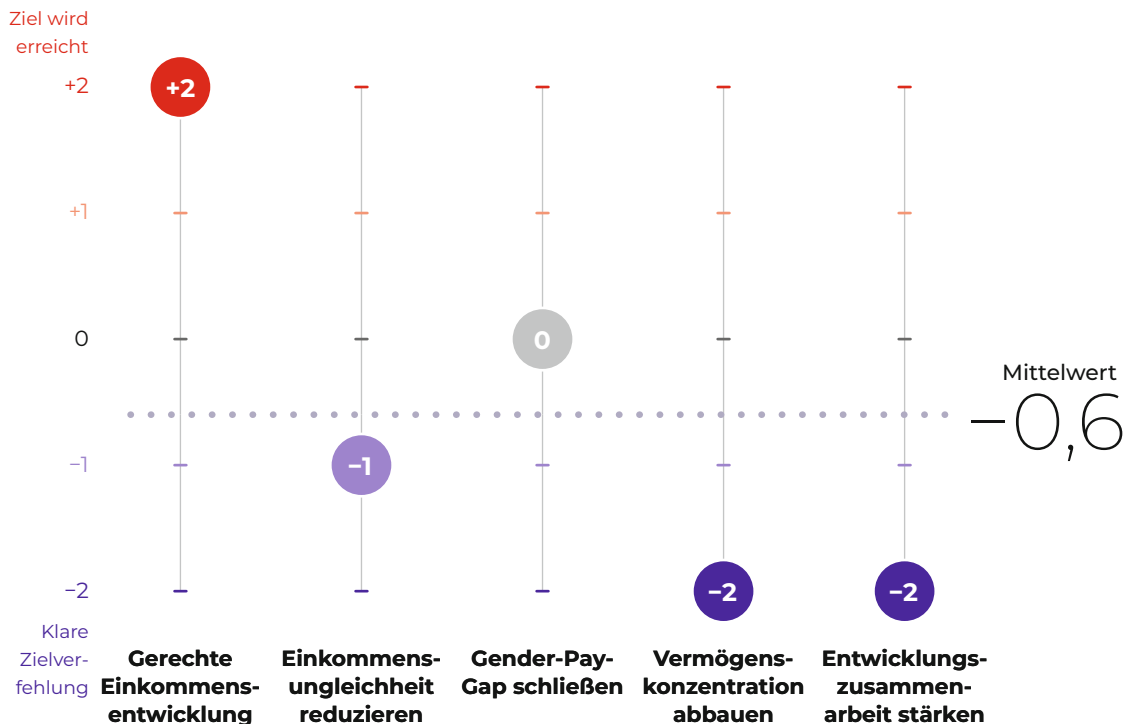 Ziel wird
erreicht
+2
+2
+1
0
0
Mittelwert
−0,6
−1
−1
−2
−2
−2
Klare
Zielver-
fehlung
Gerechte
Einkommens-
entwicklung
Einkommens-
ungleichheit
reduzieren
Gender-Pay-
Gap schließen
Vermögens-
konzentration
abbauen
Entwicklungs-
zusammen-
arbeit stärken